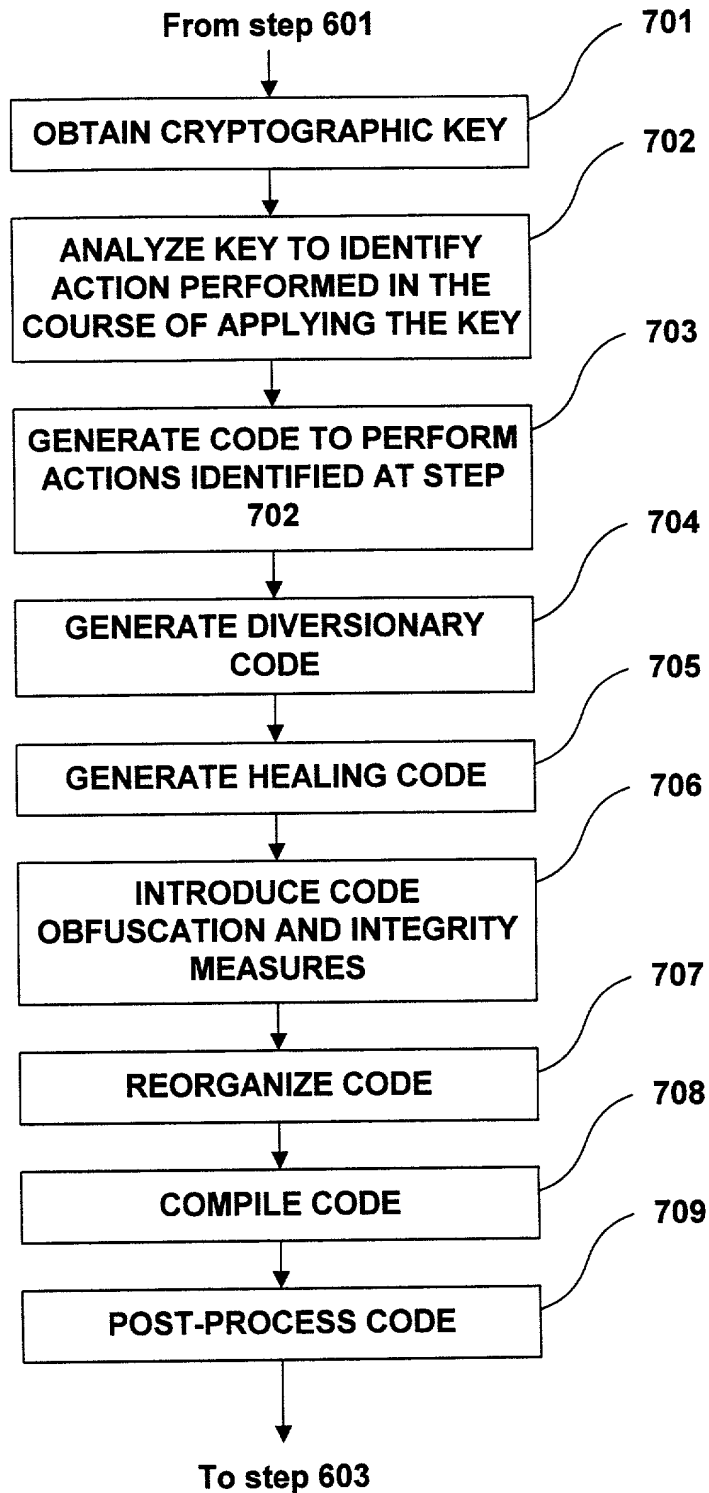 From step 601
701
OBTAIN CRYPTOGRAPHIC KEY
702
ANALYZE KEY TO IDENTIFY
ACTION PERFORMED IN THE
COURSE OF APPLYING THE KEY
703
GENERATE CODE TO PERFORM
ACTIONS IDENTIFIED AT STEP
702
704
GENERATE DIVERSIONARY
CODE
705
GENERATE HEALING CODE
706
INTRODUCE CODE
OBFUSCATION AND INTEGRITY
MEASURES
707
REORGANIZE CODE
708
COMPILE CODE
709
POST-PROCESS CODE
To step 603